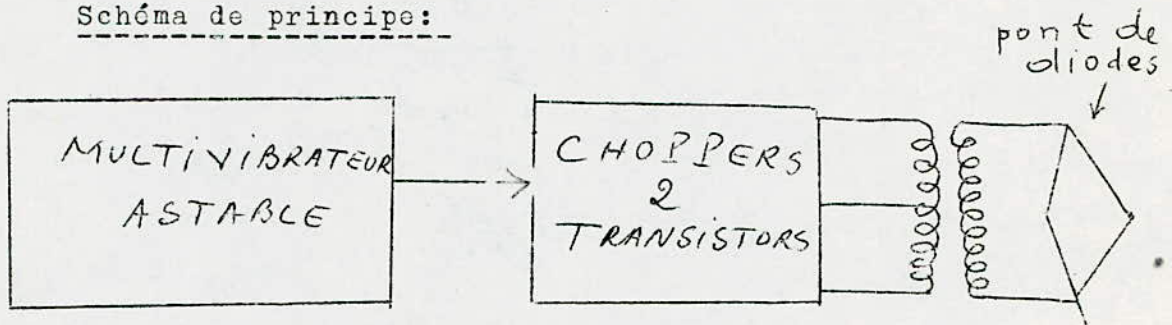 Schéma de principe:
pont de
diodes
MULTIVIBRATEUR
ASTABLE
CHOPPERS
2
TRANSISTORS